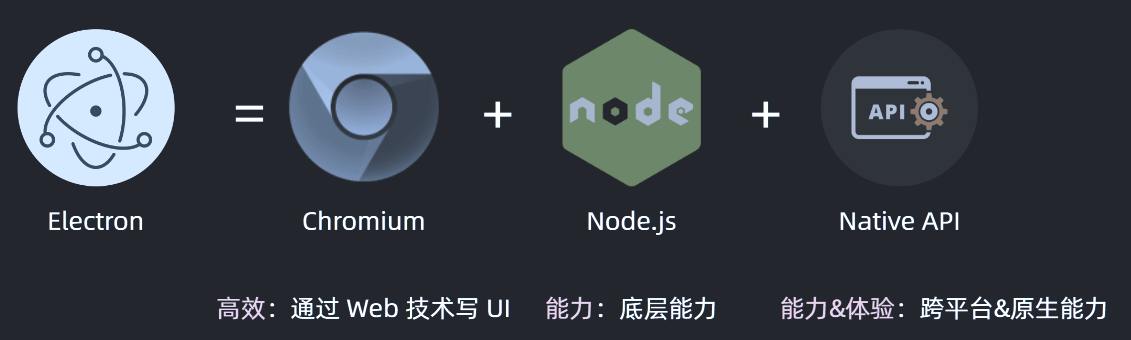 = + node + API
Electron Chromium Node.js Native API
高效：通过 Web 技术写 UI 能力：底层能力 能力&体验：跨平台&原生能力